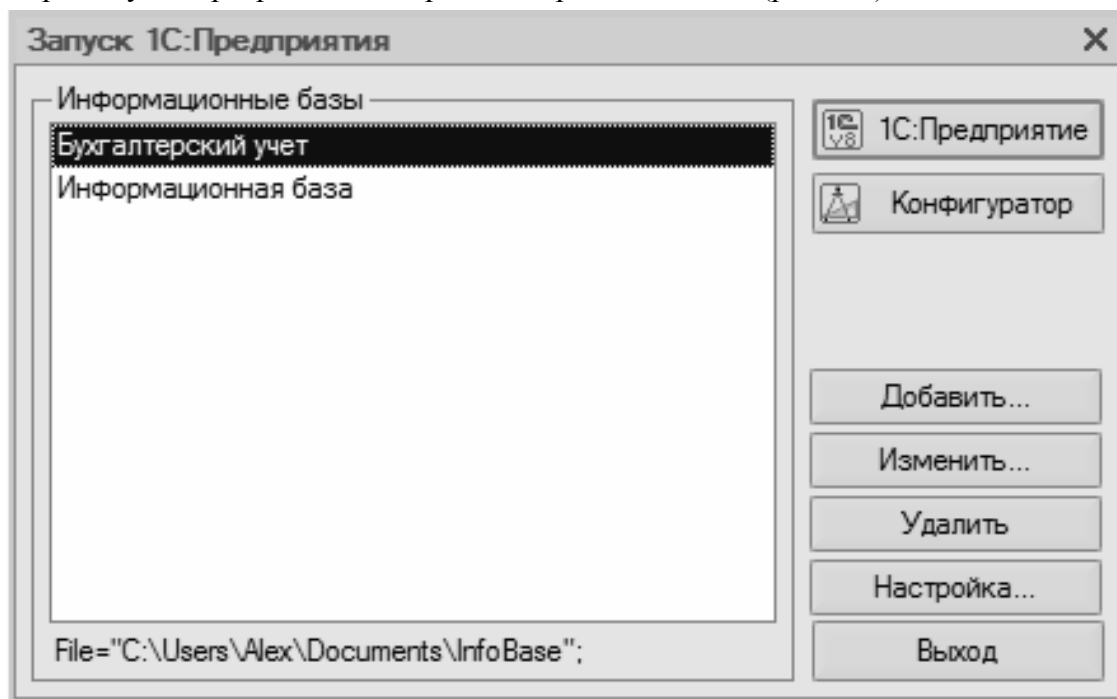 Запуск 1С:Предприятия
Информационные базы
Бухгалтерский учет
Информационная база
File="C:\Users\Alex\Documents\InfoBase";
1С:Предприятие
Конфигуратор
Добавить...
Изменить...
Удалить
Настройка...
Выход